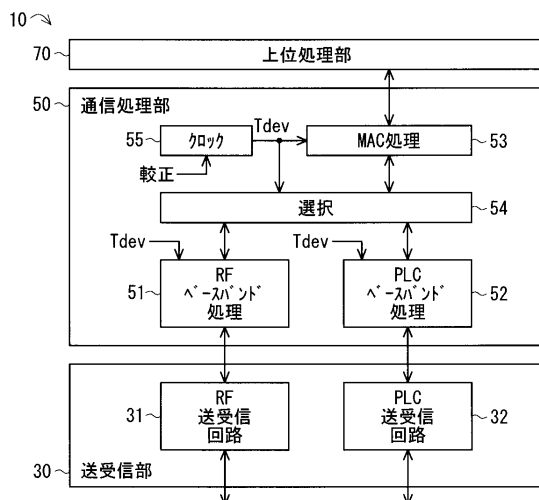 10
70
上位処理部
50
通信処理部
Tdev
55
クロック
MAC処理
53
較正
選択
54
Tdev
Tdev
51
RF
ベースバンド
処理
PLC
ベースバンド
処理
52
31
RF
送受信
回路
PLC
送受信
回路
32
30
送受信部